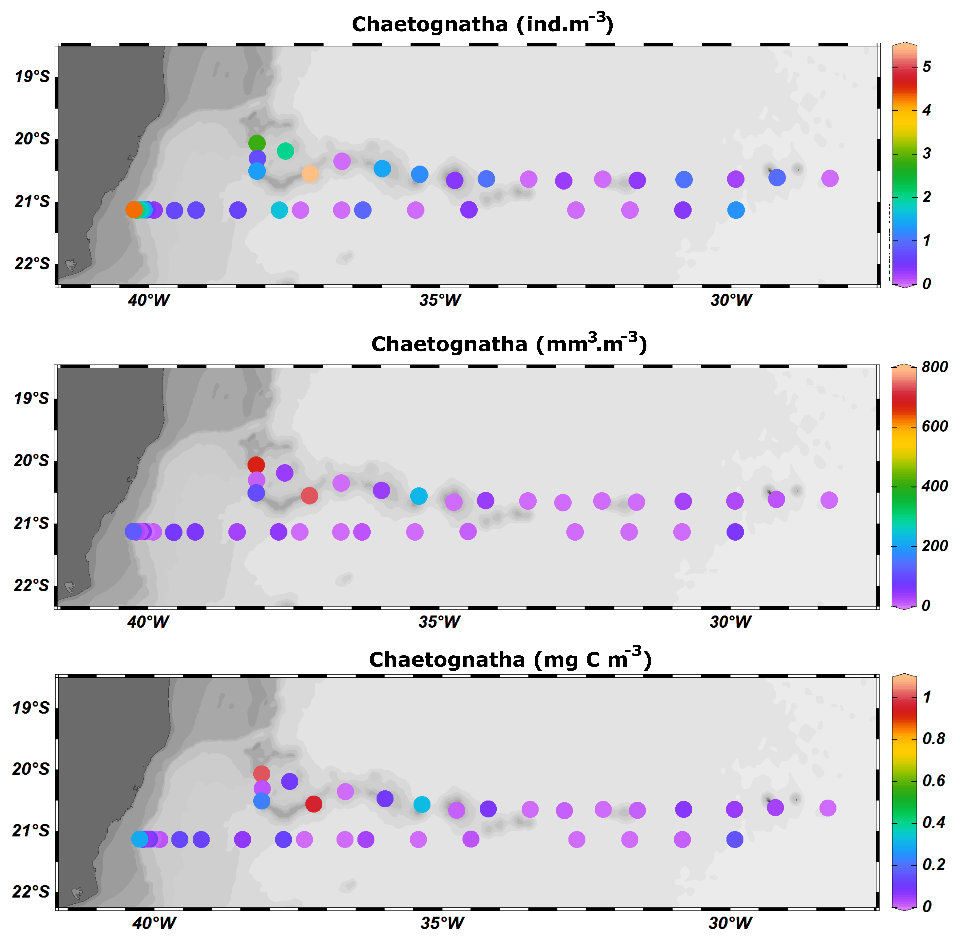 Chaetognatha (ind.m⁻³)
19°S
20°S
21°S
22°S
40°W
35°W
30°W
5
4
3
2
1
0
Chaetognatha (mm³.m⁻³)
19°S
20°S
21°S
22°S
40°W
35°W
30°W
800
600
400
200
0
Chaetognatha (mg C m⁻³)
19°S
20°S
21°S
22°S
40°W
35°W
30°W
1
0.8
0.6
0.4
0.2
0